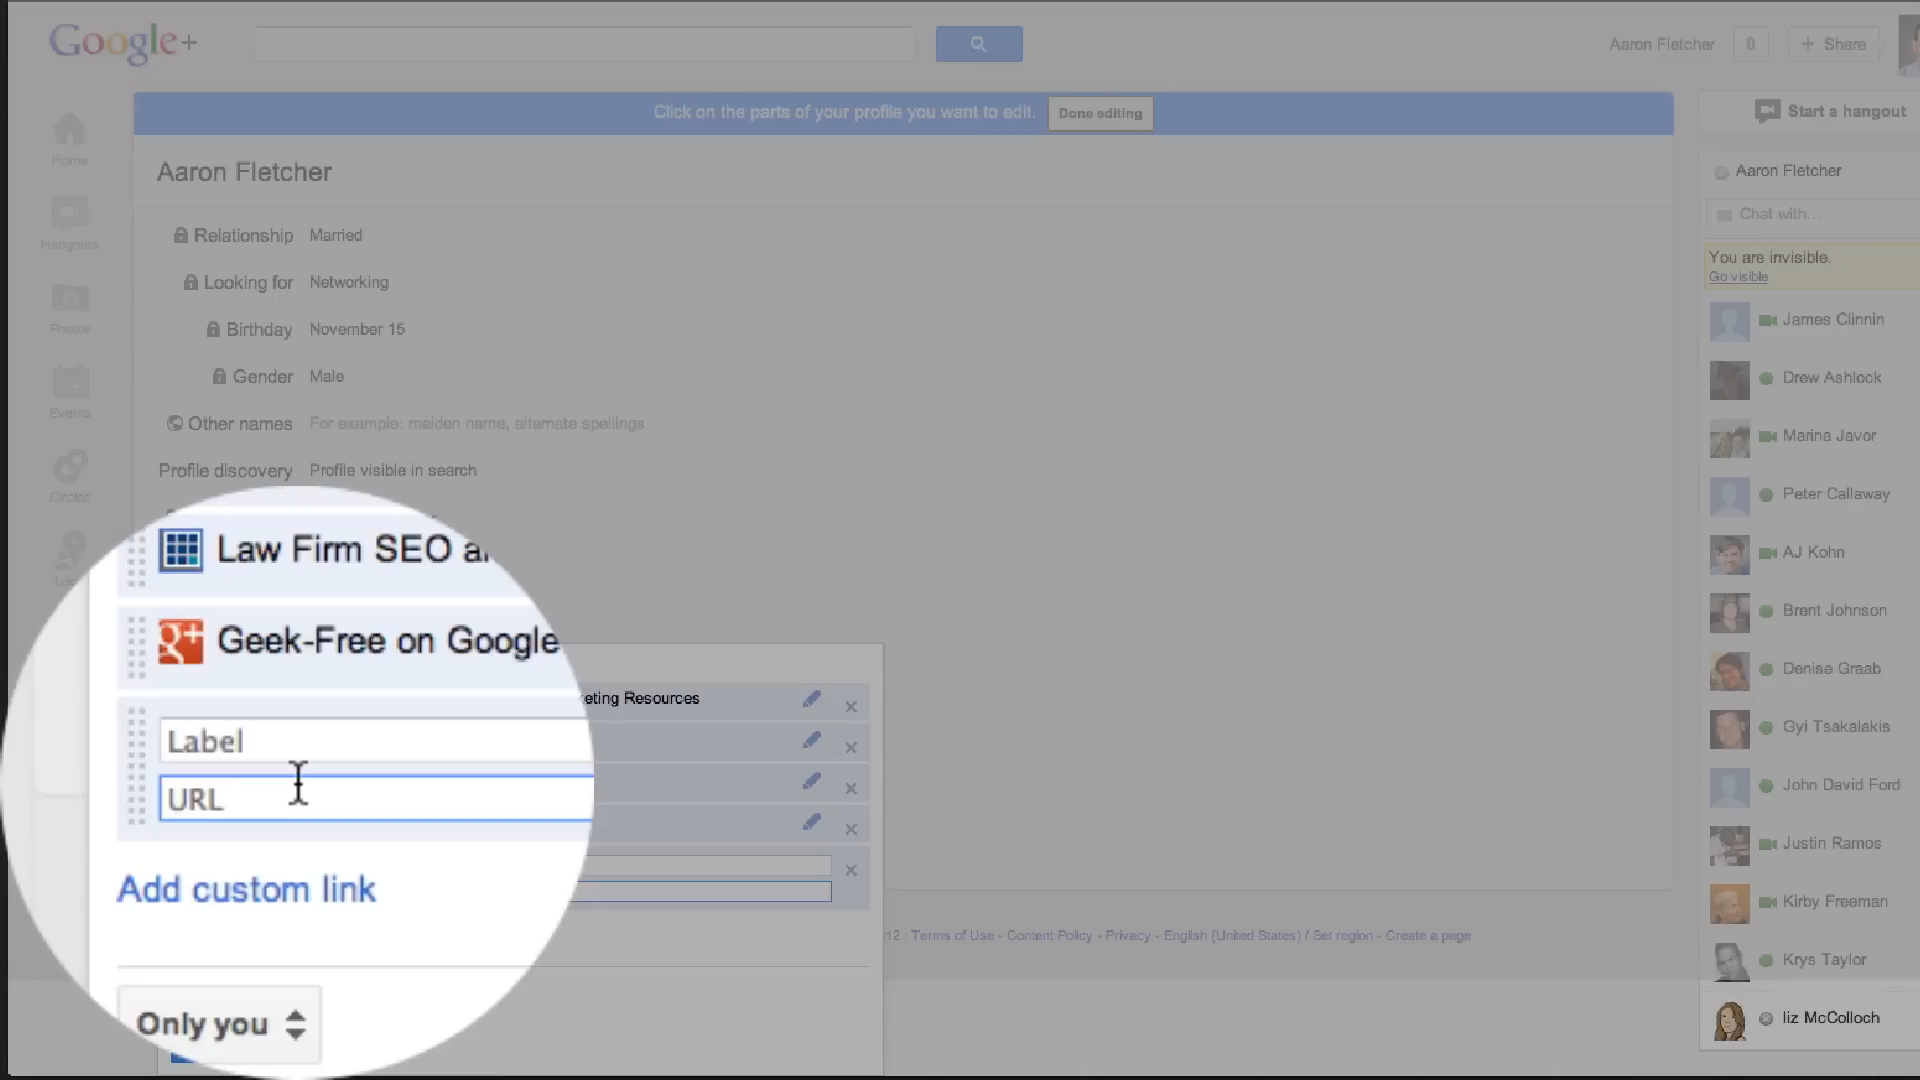 Google+
Aaron Fletcher
0
+ Share
Click on the parts of your profile you want to edit.
Done editing
Start a hangout
Home
Hangouts
Photos
Events
Circles
Aaron Fletcher
Relationship
Married
Looking for
Networking
Birthday
November 15
Gender
Male
Other names
For example: maiden name, alternate spellings
Profile discovery
Profile visible in search
Law Firm SEO
Geek-Free on Google
Resources
Label
URL
Add custom link
Only you
12
Terms of Use - Content Policy - Privacy - English (United States) / Set region - Create a page
Aaron Fletcher
Chat with...
You are invisible.
Go visible
James Clinnin
Drew Ashlock
Marina Javor
Peter Callaway
AJ Kohn
Brent Johnson
Denise Graab
Gyi Tsakalakis
John David Ford
Justin Ramos
Kirby Freeman
Krys Taylor
liz McColloch